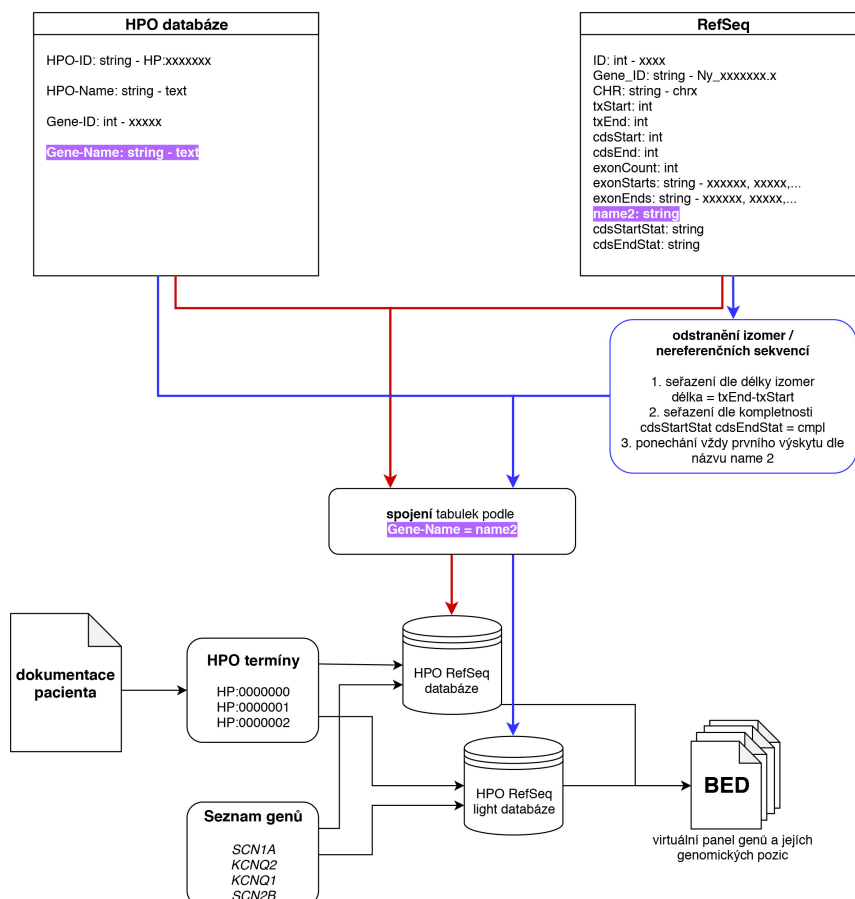 HPO databáze
HPO-ID: string - HP:xxxxxxx
HPO-Name: string - text
Gene-ID: int - xxxxx
Gene-Name: string - text
RefSeq
ID: int - xxxx
Gene_ID: string - Ny_xxxxxxx.x
CHR: string - chrx
txStart: int
txEnd: int
cdsStart: int
cdsEnd: int
exonCount: int
exonStarts: string - xxxxxx, xxxxx,...
exonEnds: string - xxxxxx, xxxxx,...
name2: string
cdsStartStat: string
cdsEndStat: string
odstranění izomer /
nereferenčních sekvencí
1. seřazení dle délky izomer
délka = txEnd-txStart
2. seřazení dle kompletnosti
cdsStartStat cdsEndStat = cmpl
3. ponechání vždy prvního výskytu dle
názvu name 2
spojení tabulek podle
Gene-Name = name2
dokumentace
pacienta
HPO termíny
HP:0000000
HP:0000001
HP:0000002
HPO RefSeq
databáze
HPO RefSeq
light databáze
Seznam genů
SCN1A
KCNQ2
KCNQ1
SCN2B
BED
virtuální panel genů a jejích
genomických pozic